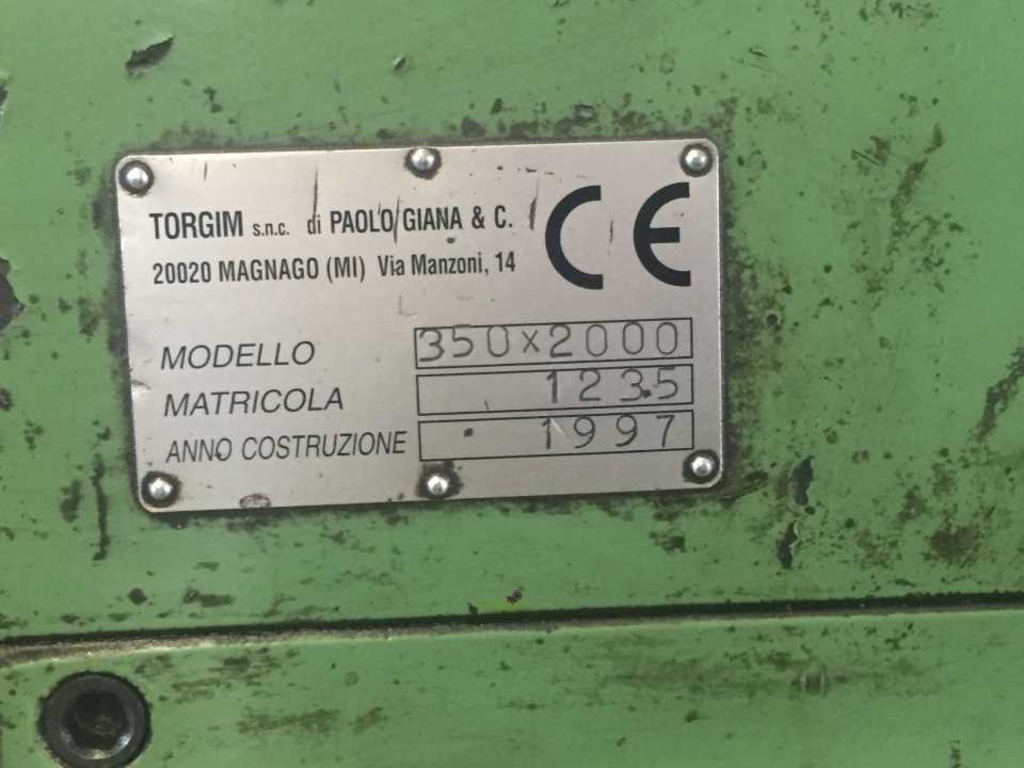 TORGIM s.n.c. di PAOLO GIANA & C.
20020 MAGNAGO (MI) Via Manzoni, 14
CE
MODELLO 350x2000
MATRICOLA 1235
ANNO COSTRUZIONE 1997